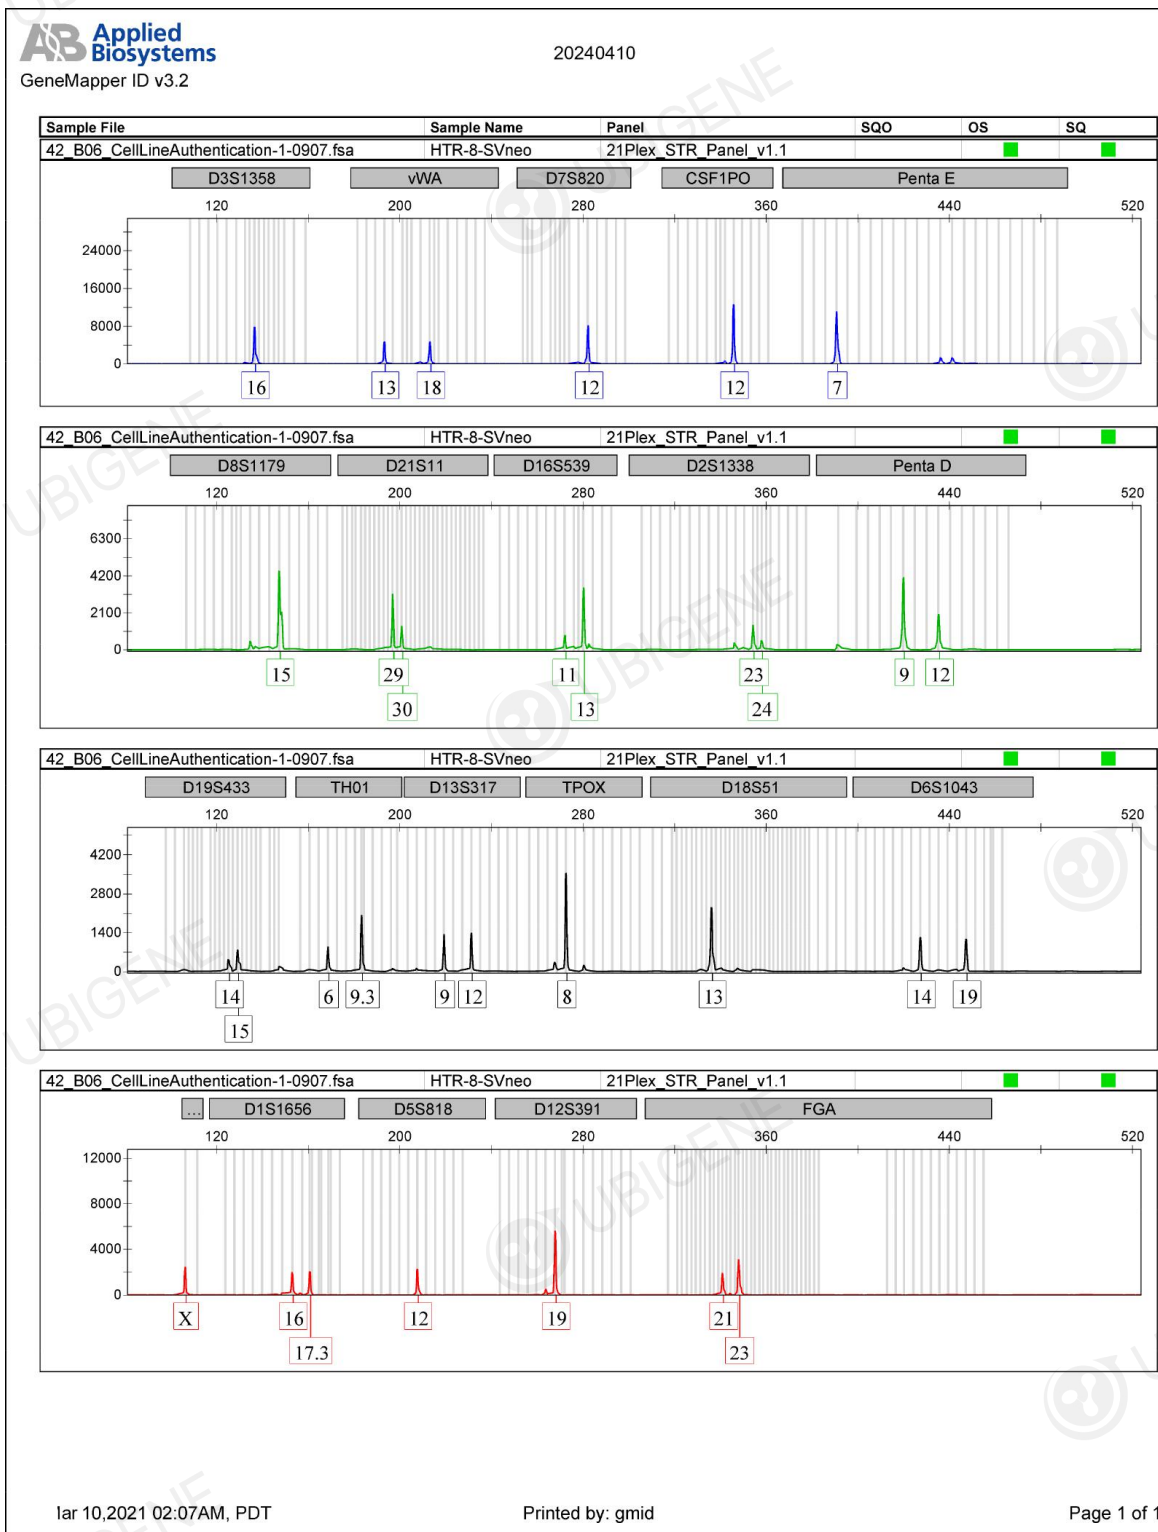 AB Applied Biosystems
GeneMapper ID v3.2
20240410
Sample File Sample Name Panel SQO OS SQ
42_B06_CellLineAuthentication-1-0907.fsa HTR-8-SVneo 21Plex_STR_Panel_v1.1
D3S1358 vWA D7S820 CSF1PO Penta E
120 200 280 360 440 520
24000
16000
8000
0
16 13 18 12 12 7
42_B06_CellLineAuthentication-1-0907.fsa HTR-8-SVneo 21Plex_STR_Panel_v1.1
D8S1179 D21S11 D16S539 D2S1338 Penta D
120 200 280 360 440 520
6300
4200
2100
0
15 29 11 23 9 12
30 13 24
42_B06_CellLineAuthentication-1-0907.fsa HTR-8-SVneo 21Plex_STR_Panel_v1.1
D19S433 TH01 D13S317 TPOX D18S51 D6S1043
120 200 280 360 440 520
4200
2800
1400
0
14 6 9.3 9 12 8 13 14 19
15
42_B06_CellLineAuthentication-1-0907.fsa HTR-8-SVneo 21Plex_STR_Panel_v1.1
... D1S1656 D5S818 D12S391 FGA
120 200 280 360 440 520
12000
8000
4000
0
X 16 12 19 21
17.3 23
UBIGENE
UBIGENE
UBIGENE
UBIGENE
UBIGENE
UBIGENE
lar 10,2021 02:07AM, PDT Printed by: gmid Page 1 of 1